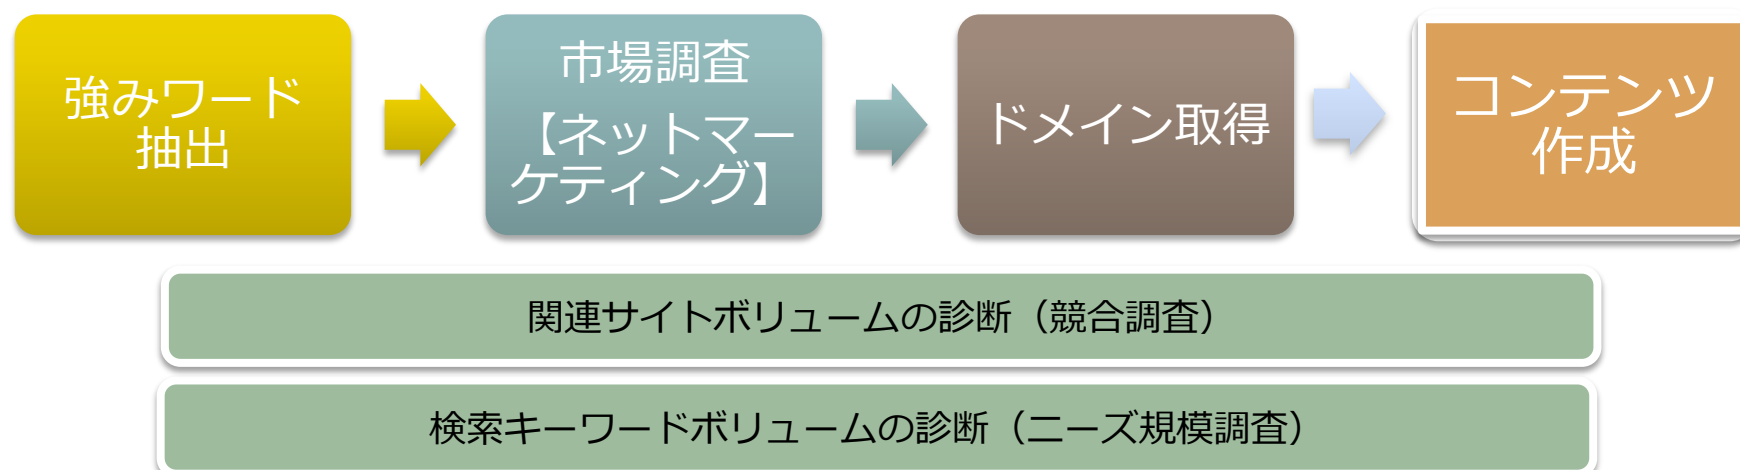 強みワード
抽出
市場調査
【ネットマー
ケティング】
ドメイン取得
コンテンツ
作成
関連サイトボリュームの診断（競合調査）
検索キーワードボリュームの診断（ニーズ規模調査）